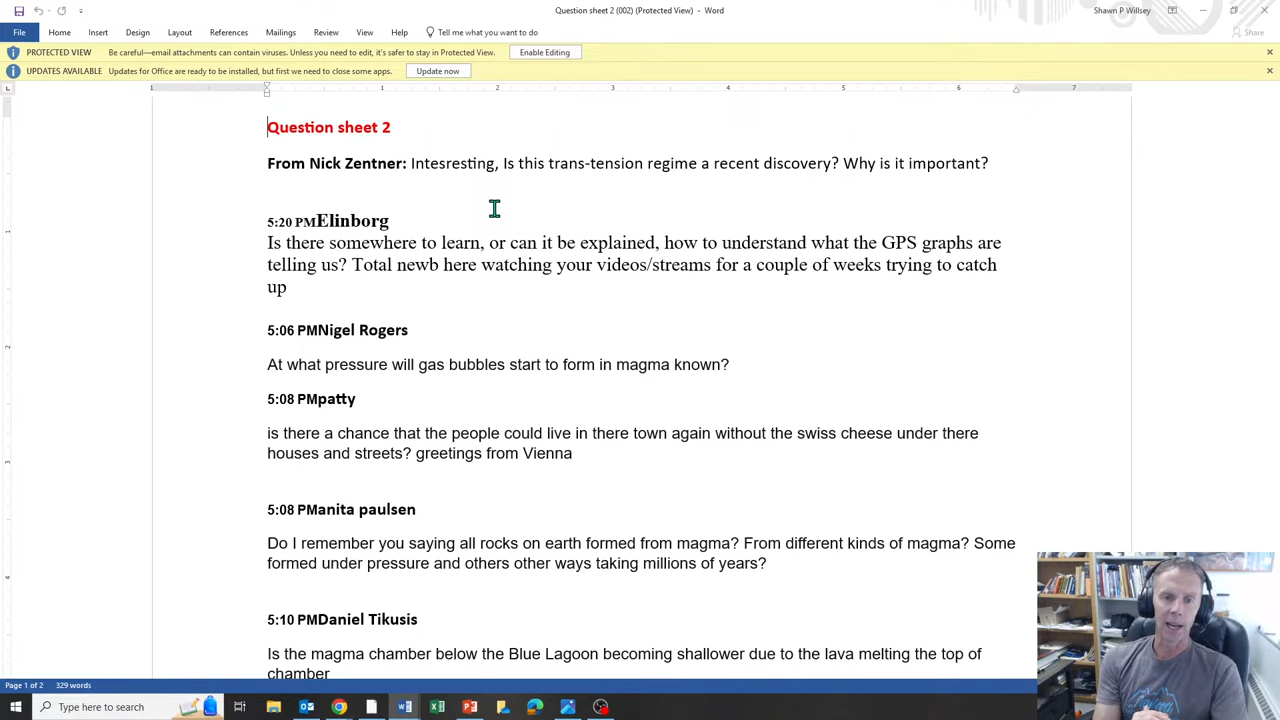 Question sheet 2 (002) (Protected View) - Word
Shawn P Willsey
File Home Insert Design Layout References Mailings Review View Help Tell me what you want to do Share
PROTECTED VIEW Be careful—email attachments can contain viruses. Unless you need to edit, it's safer to stay in Protected View. Enable Editing
UPDATES AVAILABLE Updates for Office are ready to be installed, but first we need to close some apps. Update now
1 1 2 3 4 5 6 7
Question sheet 2
From Nick Zentner: Intesresting, Is this trans-tension regime a recent discovery? Why is it important?
5:20 PMElinborg
Is there somewhere to learn, or can it be explained, how to understand what the GPS graphs are
telling us? Total newb here watching your videos/streams for a couple of weeks trying to catch
up
5:06 PMNigel Rogers
At what pressure will gas bubbles start to form in magma known?
5:08 PMpatty
is there a chance that the people could live in there town again without the swiss cheese under there
houses and streets? greetings from Vienna
5:08 PManita paulsen
Do I remember you saying all rocks on earth formed from magma? From different kinds of magma? Some
formed under pressure and others other ways taking millions of years?
5:10 PMDaniel Tikusis
Is the magma chamber below the Blue Lagoon becoming shallower due to the lava melting the top of
chamber
Page 1 of 2 329 words
Type here to search